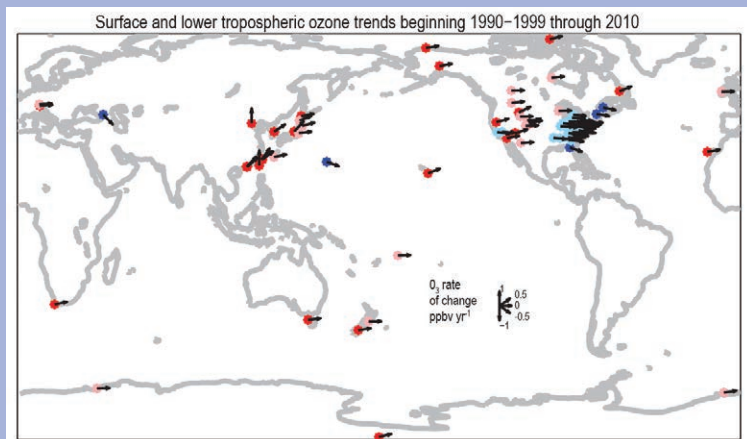 Surface and lower tropospheric ozone trends beginning 1990−1999 through 2010
O₃ rate
of change
ppbv yr⁻¹
1
0.5
0
−0.5
−1